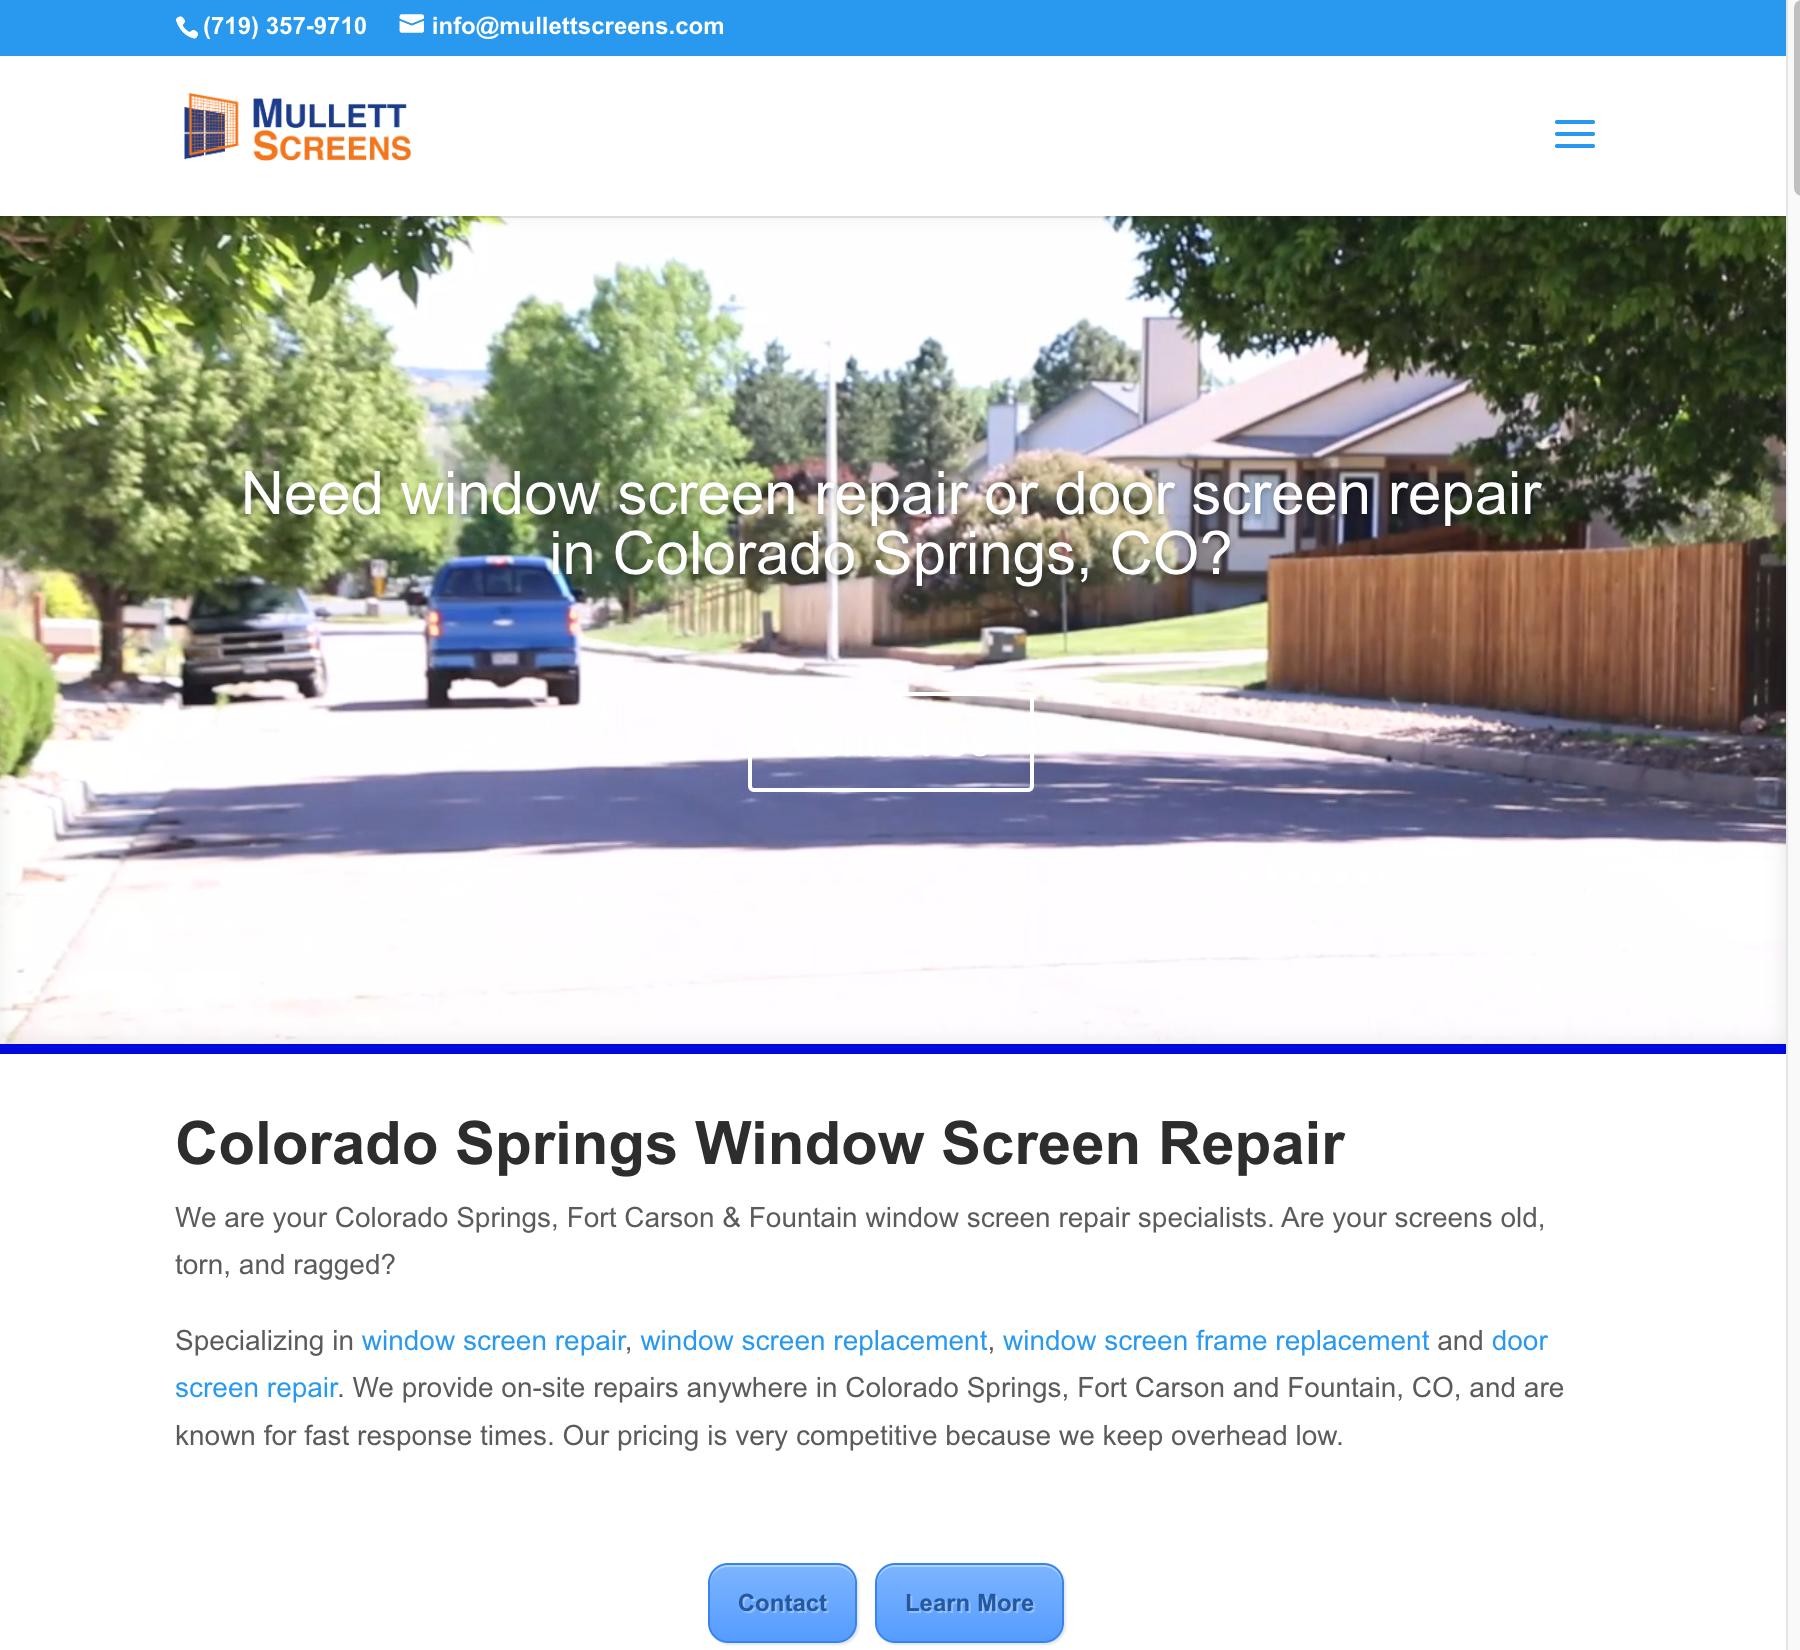 (719) 357-9710 info@mullettscreens.com
MULLETT
SCREENS
Need window screen repair or door screen repair
in Colorado Springs, CO?
Colorado Springs Window Screen Repair
We are your Colorado Springs, Fort Carson & Fountain window screen repair specialists. Are your screens old,
torn, and ragged?
Specializing in window screen repair, window screen replacement, window screen frame replacement and door
screen repair. We provide on-site repairs anywhere in Colorado Springs, Fort Carson and Fountain, CO, and are
known for fast response times. Our pricing is very competitive because we keep overhead low.
Contact Learn More